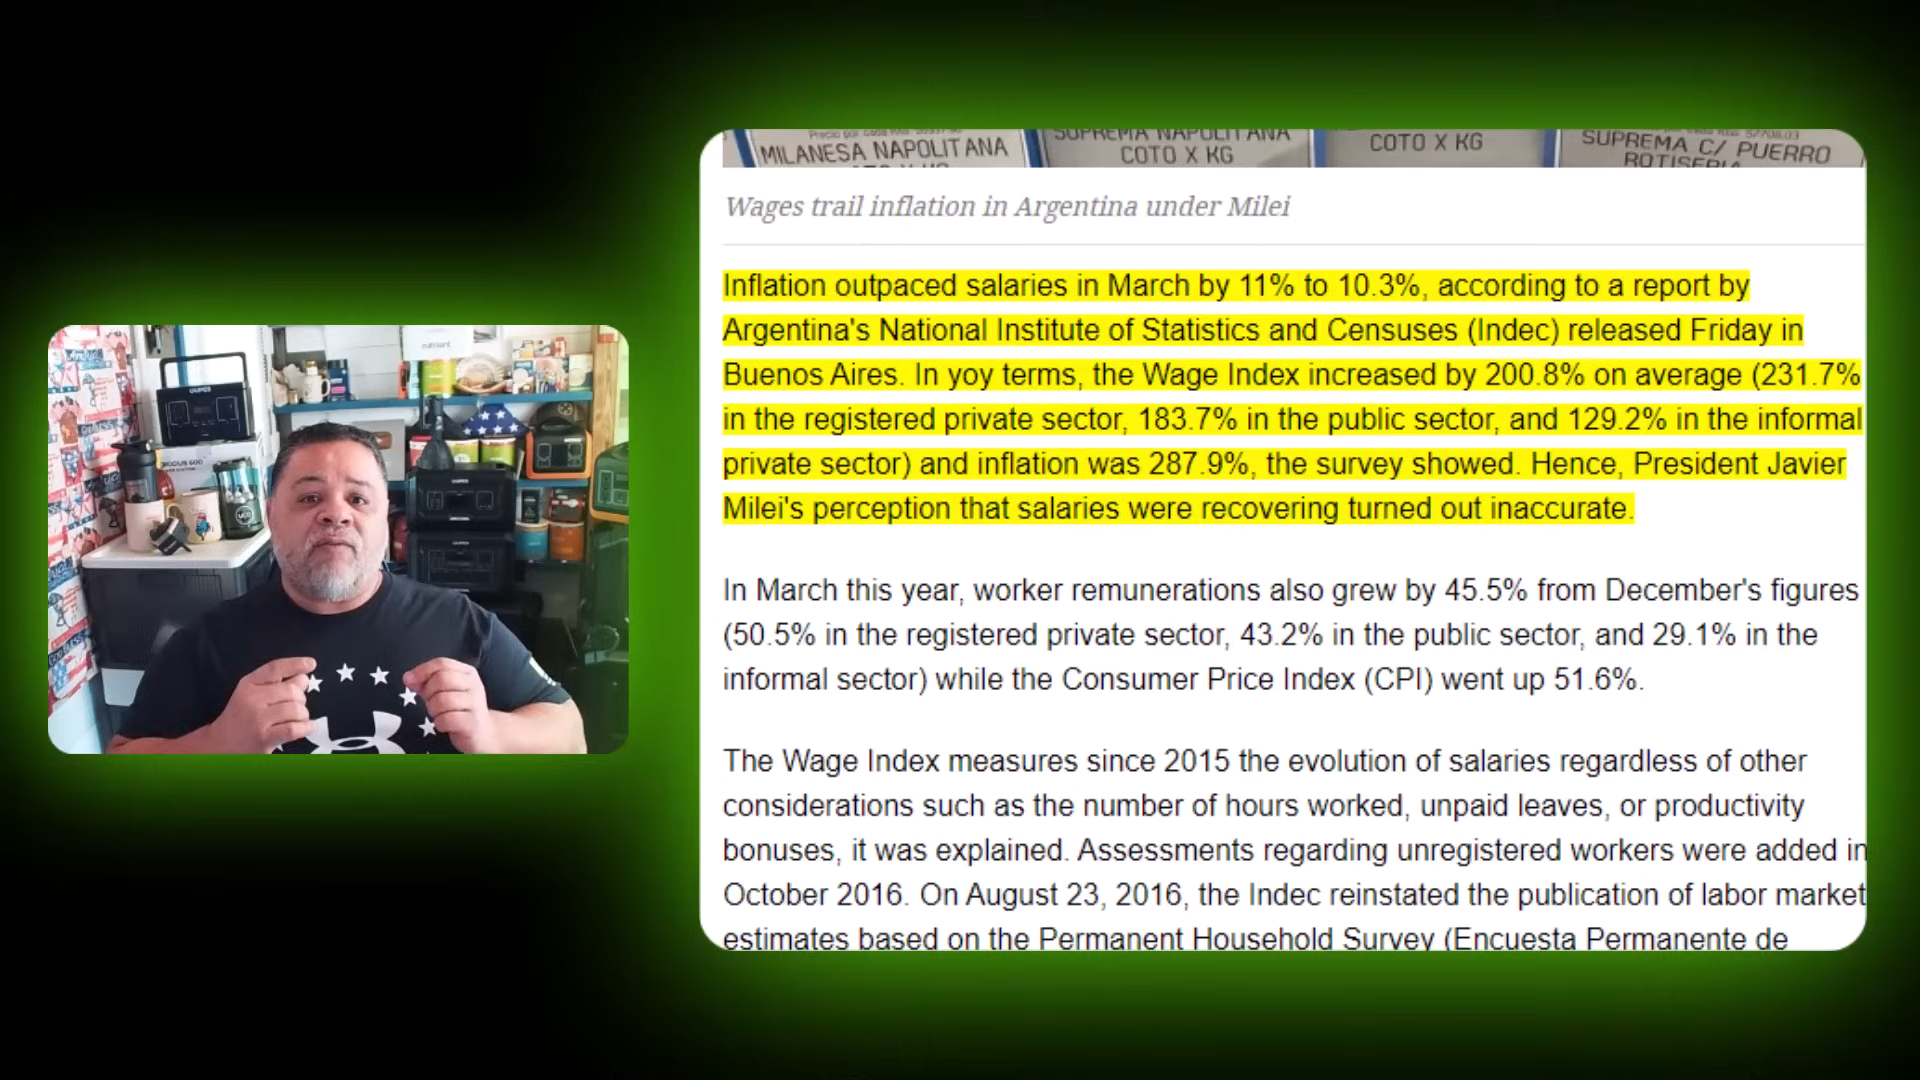 nutrient
MILANESA NAPOLITANA
SUPREMA NAPOLITANA
COTO X KG
COTO X KG
SUPREMA C/ PUERRO
ROTISERIA
Wages trail inflation in Argentina under Milei
Inflation outpaced salaries in March by 11% to 10.3%, according to a report by
Argentina's National Institute of Statistics and Censuses (Indec) released Friday in
Buenos Aires. In yoy terms, the Wage Index increased by 200.8% on average (231.7%
in the registered private sector, 183.7% in the public sector, and 129.2% in the informal
private sector) and inflation was 287.9%, the survey showed. Hence, President Javier
Milei's perception that salaries were recovering turned out inaccurate.
In March this year, worker remunerations also grew by 45.5% from December's figures
(50.5% in the registered private sector, 43.2% in the public sector, and 29.1% in the
informal sector) while the Consumer Price Index (CPI) went up 51.6%.
The Wage Index measures since 2015 the evolution of salaries regardless of other
considerations such as the number of hours worked, unpaid leaves, or productivity
bonuses, it was explained. Assessments regarding unregistered workers were added in
October 2016. On August 23, 2016, the Indec reinstated the publication of labor market
estimates based on the Permanent Household Survey (Encuesta Permanente de